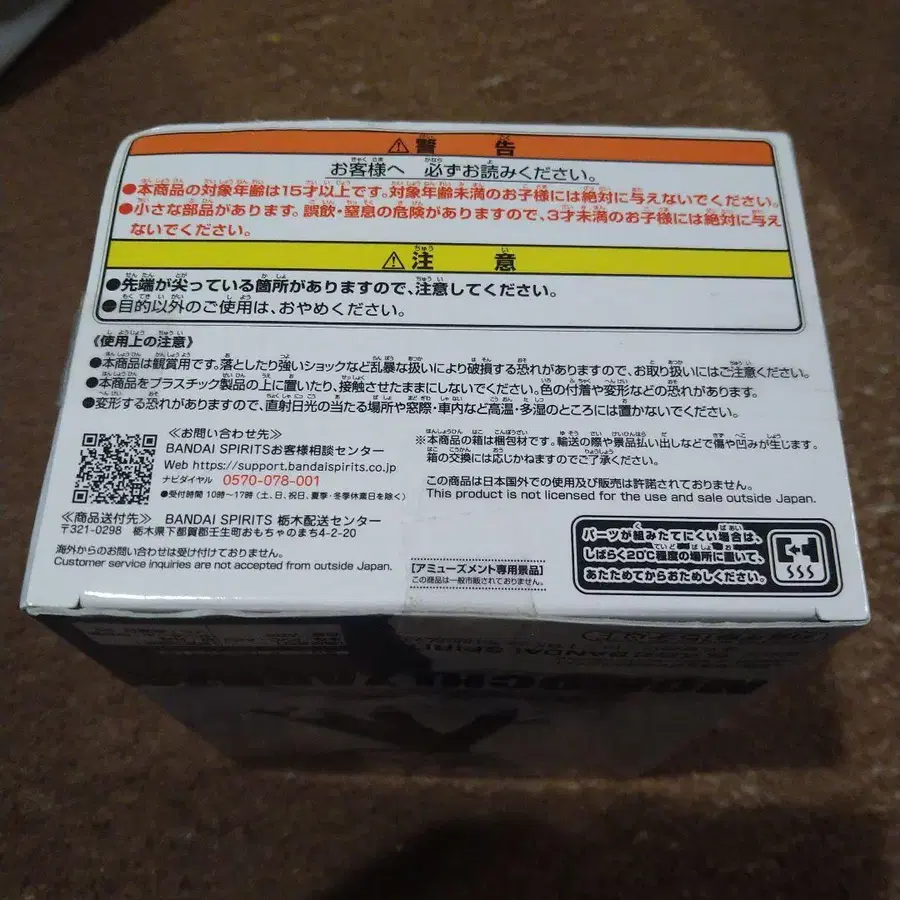 ⚠警 告
お客様へ 必ずお読みください。
●本商品の対象年齢は15才以上です。対象年齢未満のお子様には絶対に与えないでください。
●小さな部品があります。誤飲・窒息の危険がありますので、3才未満のお子様には絶対に与え
ないでください。
⚠注 意
●先端が尖っている箇所がありますので、注意してください。
●目的以外のご使用は、おやめください。
《使用上の注意》
●本商品は観賞用です。落としたり強いショックなど乱暴な扱いにより破損する恐れがありますので、お取り扱いにはご注意ください。
●本商品をプラスチック製品の上に置いたり、接触させたままにしないでください。色の付着や変形などの恐れがあります。
●変形する恐れがありますので、直射日光の当たる場所や窓際・車内など高温・多湿のところには置かないでください。
≪お問い合わせ先≫
BANDAI SPIRITSお客様相談センター
Web https://support.bandaispirits.co.jp
ナビダイヤル 0570-078-001
●受付時間 10時〜17時(土、日、祝日、夏季・冬季休業日を除く)
≪商品送付先≫ BANDAI SPIRITS 栃木配送センター
〒321-0298 栃木県下都賀郡壬生町おもちゃのまち4-2-20
海外からのお問い合わせは受け付けておりません。
Customer service inquiries are not accepted from outside Japan.
※本商品の箱は梱包材です。輸送の際や景品払い出しなどで傷や凹みが生じます。
箱の交換には応じかねますのでご了承ください。
この商品は日本国外での使用及び販売は許諾されておりません。
This product is not licensed for the use and sale outside Japan.
[アミューズメント専用景品]
この商品は一般市販されておりません。
パーツが組みたてにくい場合は、
しばらく20℃程度の場所に置いて、
あたためてからおためしください。